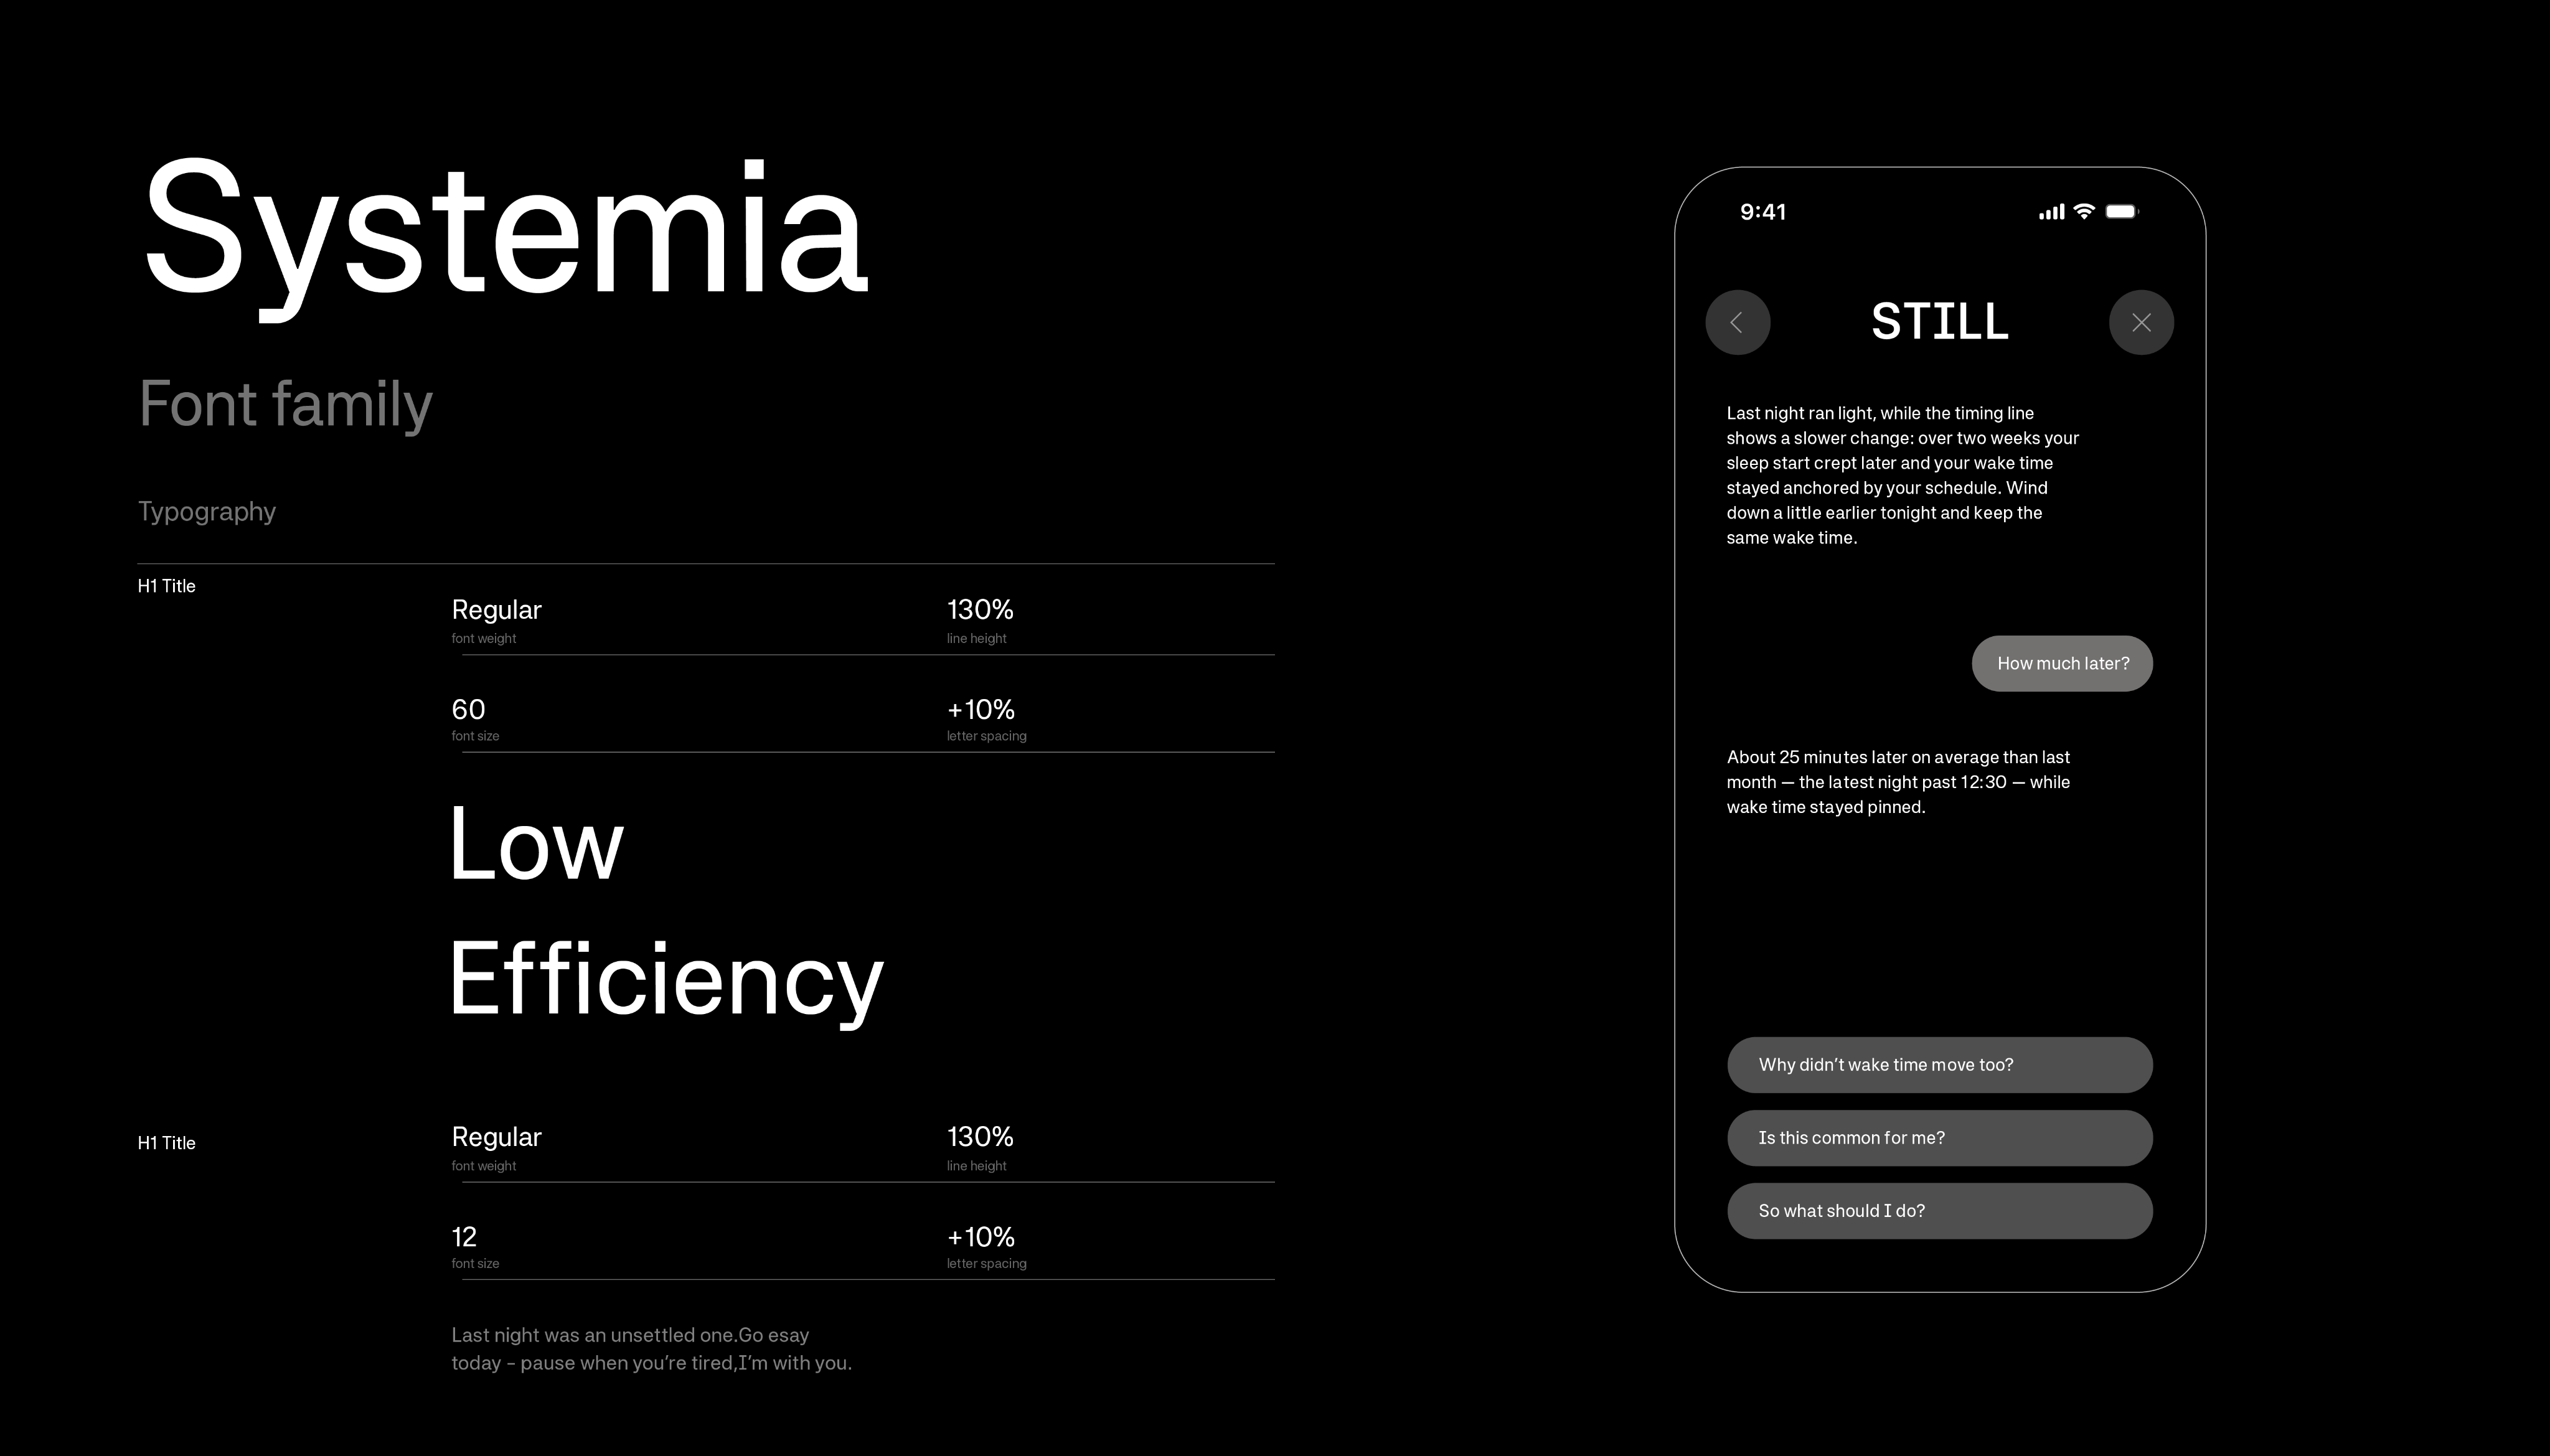 Systemia
Font family
Typography
H1 Title
Regular
font weight
130%
line height
60
font size
+10%
letter spacing
Low
Efficiency
H1 Title
Regular
font weight
130%
line height
12
font size
+10%
letter spacing
Last night was an unsettled one.Go esay
today – pause when you’re tired,I’m with you.
9:41
STILL
Last night ran light, while the timing line
shows a slower change: over two weeks your
sleep start crept later and your wake time
stayed anchored by your schedule. Wind
down a little earlier tonight and keep the
same wake time.
How much later?
About 25 minutes later on average than last
month — the latest night past 12:30 — while
wake time stayed pinned.
Why didn’t wake time move too?
Is this common for me?
So what should I do?